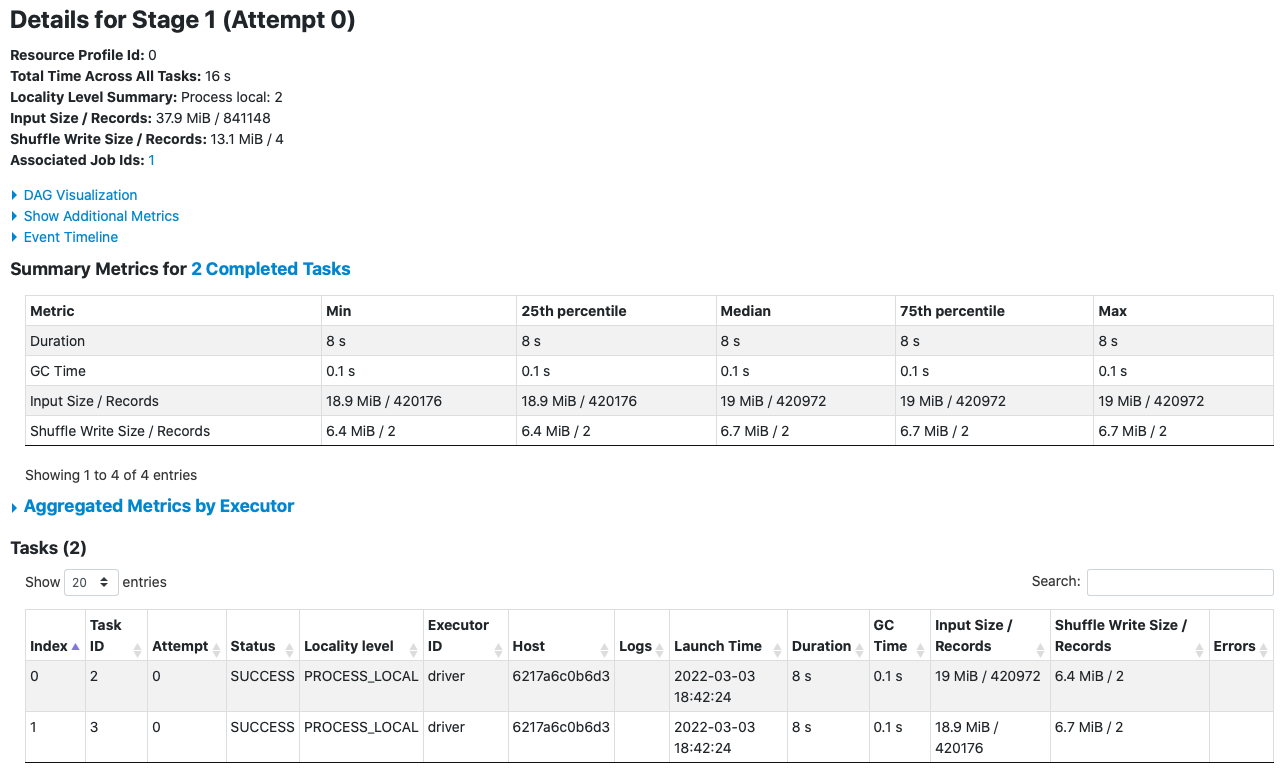 Details for Stage 1 (Attempt 0)
Resource Profile Id: 0
Total Time Across All Tasks: 16 s
Locality Level Summary: Process local: 2
Input Size / Records: 37.9 MiB / 841148
Shuffle Write Size / Records: 13.1 MiB / 4
Associated Job Ids: 1
DAG Visualization
Show Additional Metrics
Event Timeline
Summary Metrics for 2 Completed Tasks
Metric Min 25th percentile Median 75th percentile Max
Duration 8 s 8 s 8 s 8 s 8 s
GC Time 0.1 s 0.1 s 0.1 s 0.1 s 0.1 s
Input Size / Records 18.9 MiB / 420176 18.9 MiB / 420176 19 MiB / 420972 19 MiB / 420972 19 MiB / 420972
Shuffle Write Size / Records 6.4 MiB / 2 6.4 MiB / 2 6.7 MiB / 2 6.7 MiB / 2 6.7 MiB / 2
Showing 1 to 4 of 4 entries
Aggregated Metrics by Executor
Tasks (2)
Show 20 entries Search:
Task Executor GC Input Size / Shuffle Write Size /
Index ID Attempt Status Locality level ID Host Logs Launch Time Duration Time Records Records Errors
0 2 0 SUCCESS PROCESS_LOCAL driver 6217a6c0b6d3 2022-03-03 8 s 0.1 s 19 MiB / 420972 6.4 MiB / 2
18:42:24
1 3 0 SUCCESS PROCESS_LOCAL driver 6217a6c0b6d3 2022-03-03 8 s 0.1 s 18.9 MiB / 6.7 MiB / 2
18:42:24 420176